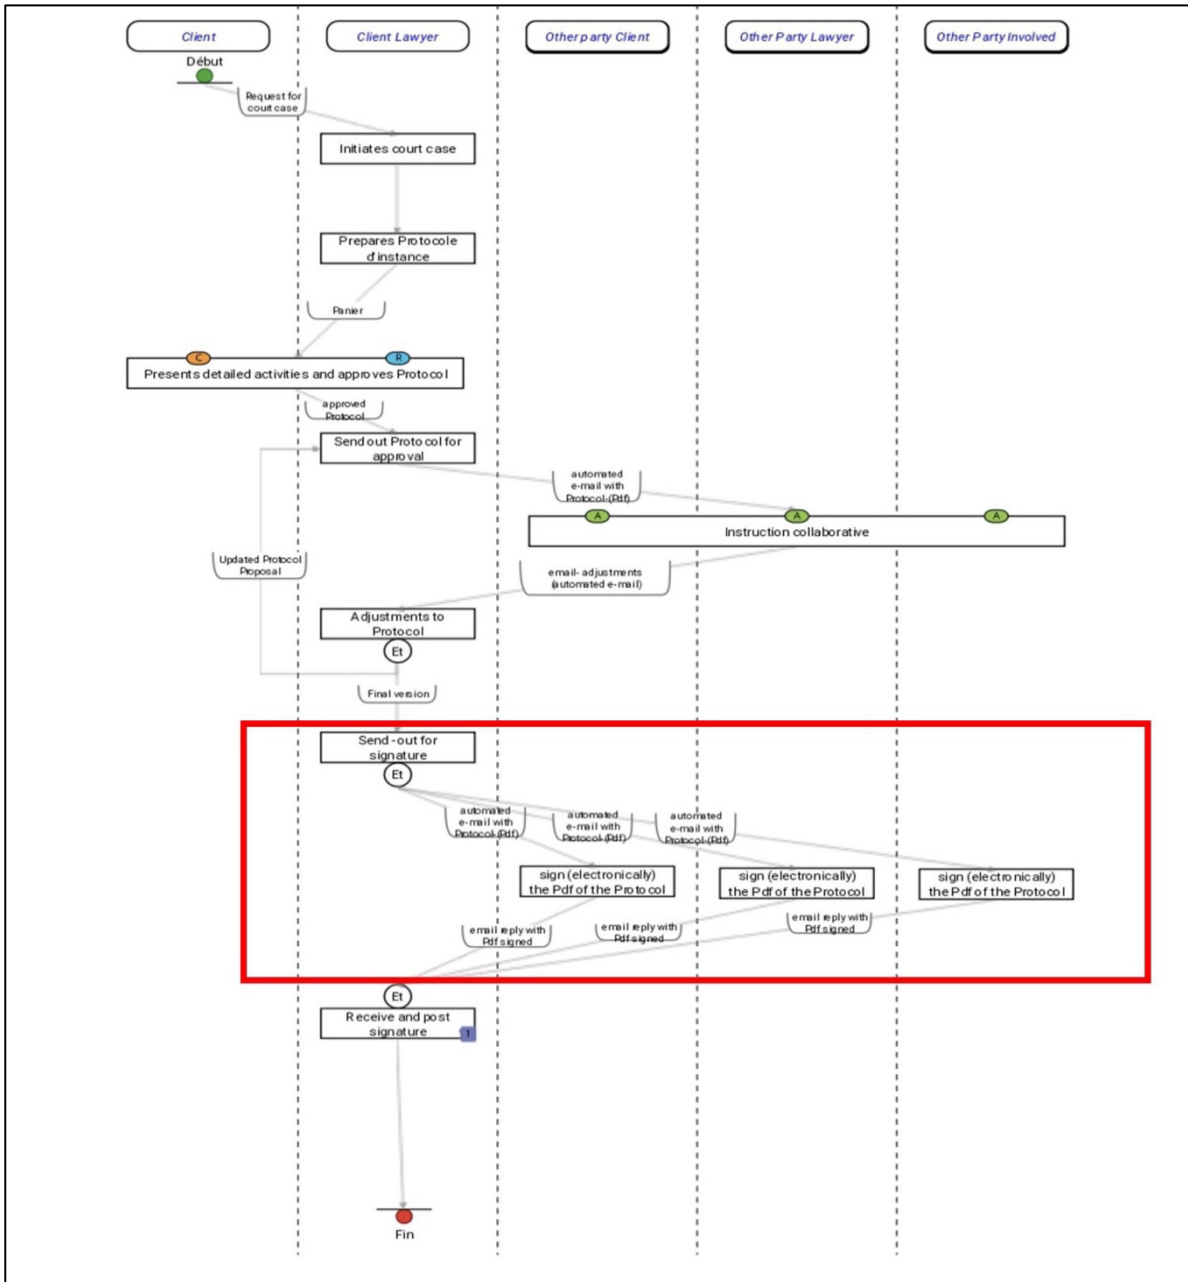 Client
Client Lawyer
Other party Client
Other Party Lawyer
Other Party Involved
Début
Request for
court case
Initiates court case
Prepares Protocole
d'instance
Panier
C
R
Presents detailed activities and approves Protocol
approved
Protocol
Send out Protocol for
approval
automated
e-mail with
Protocol-(Pdf)
A
A
A
Instruction collaborative
Updated Protocol
Proposal
email- adjustments
(automated e-mail)
Adjustments to
Protocol
Et
Final version
Send-out for
signature
Et
automated
e-mail with
Protocol-(Pdf)
automated
e-mail with
Protocol-(Pdf)
automated
e-mail with
Protocol-(Pdf)
sign (electronically)
the Pdf of the Protocol
sign (electronically)
the Pdf of the Protocol
sign (electronically)
the Pdf of the Protocol
email reply with
Pdf signed
email reply with
Pdf signed
email reply with
Pdf signed
Et
Receive and post
signature
1
Fin